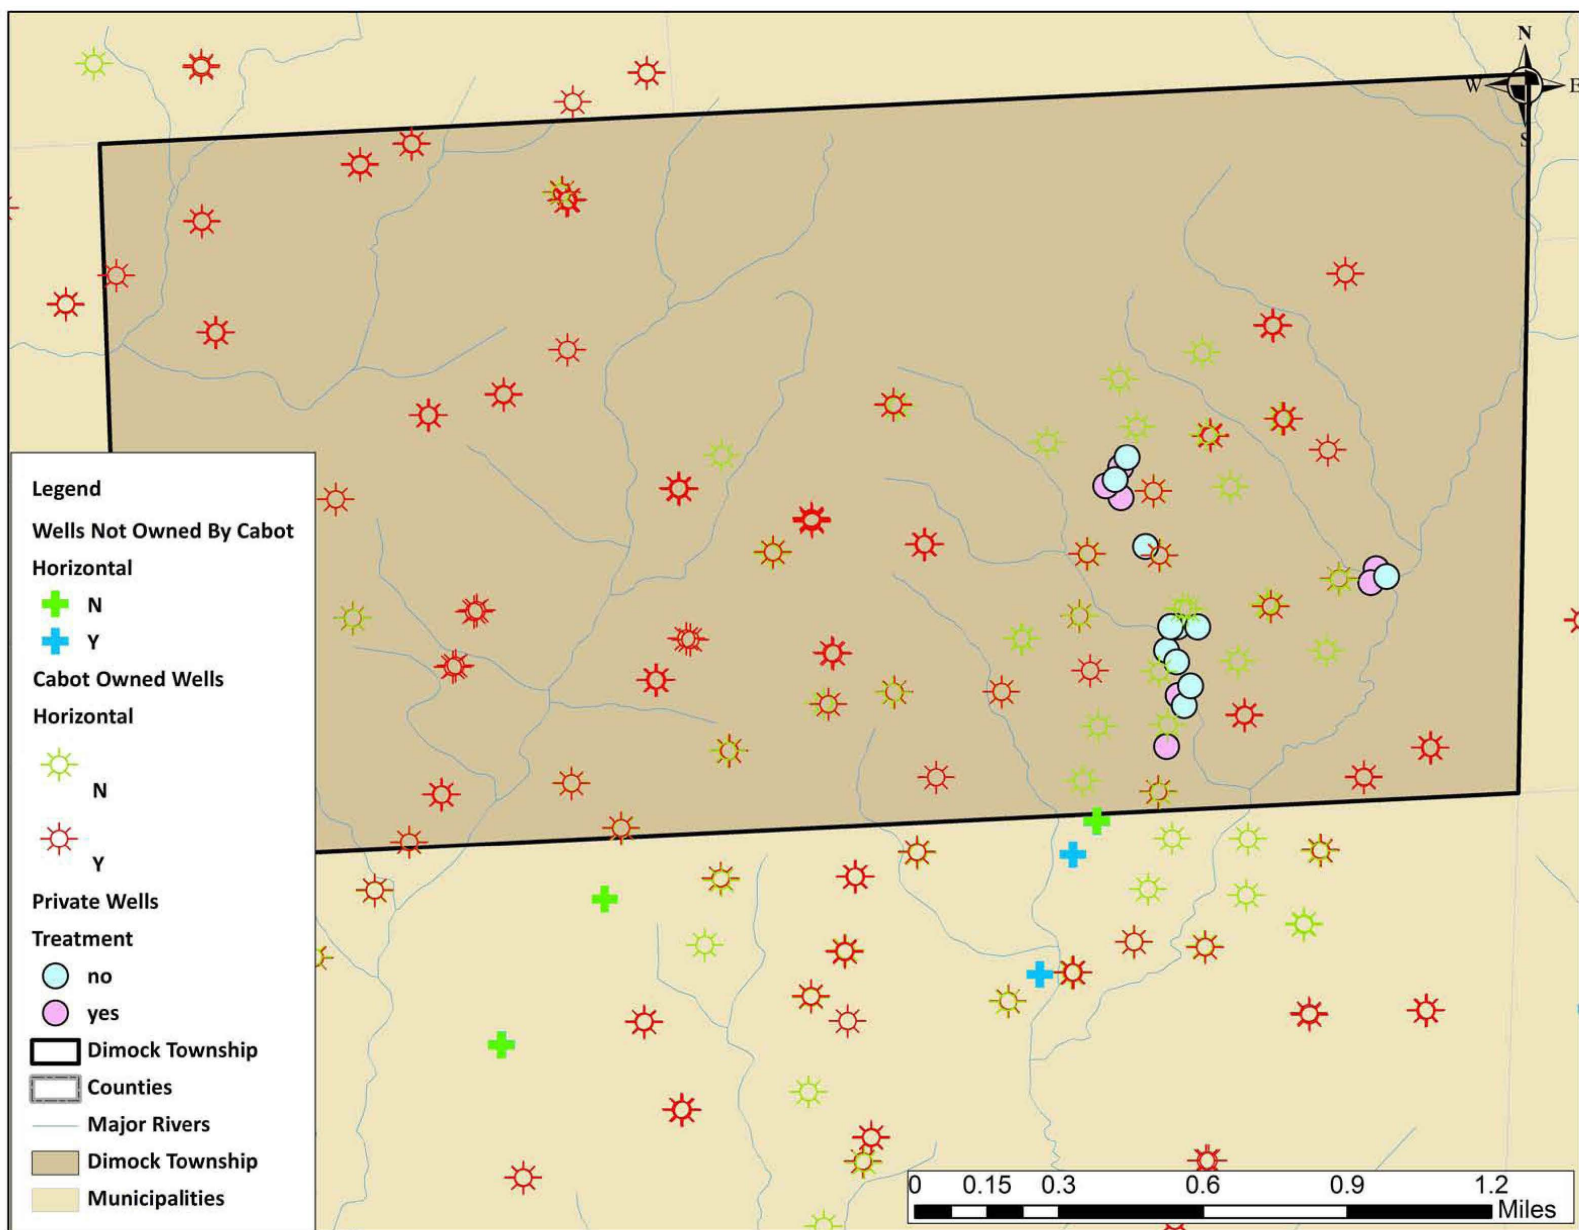 N
W E
S
Legend
Wells Not Owned By Cabot
Horizontal
N
Y
Cabot Owned Wells
Horizontal
N
Y
Private Wells
Treatment
no
yes
Dimock Township
Counties
Major Rivers
Dimock Township
Municipalities
0 0.15 0.3 0.6 0.9 1.2
Miles